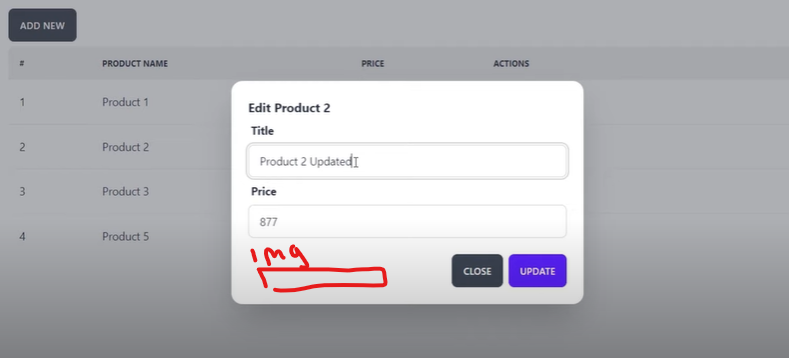 ADD NEW
# PRODUCT NAME PRICE ACTIONS
1 Product 1
2 Product 2
3 Product 3
4 Product 5
Edit Product 2
Title
Product 2 Updated
Price
877
img
CLOSE UPDATE